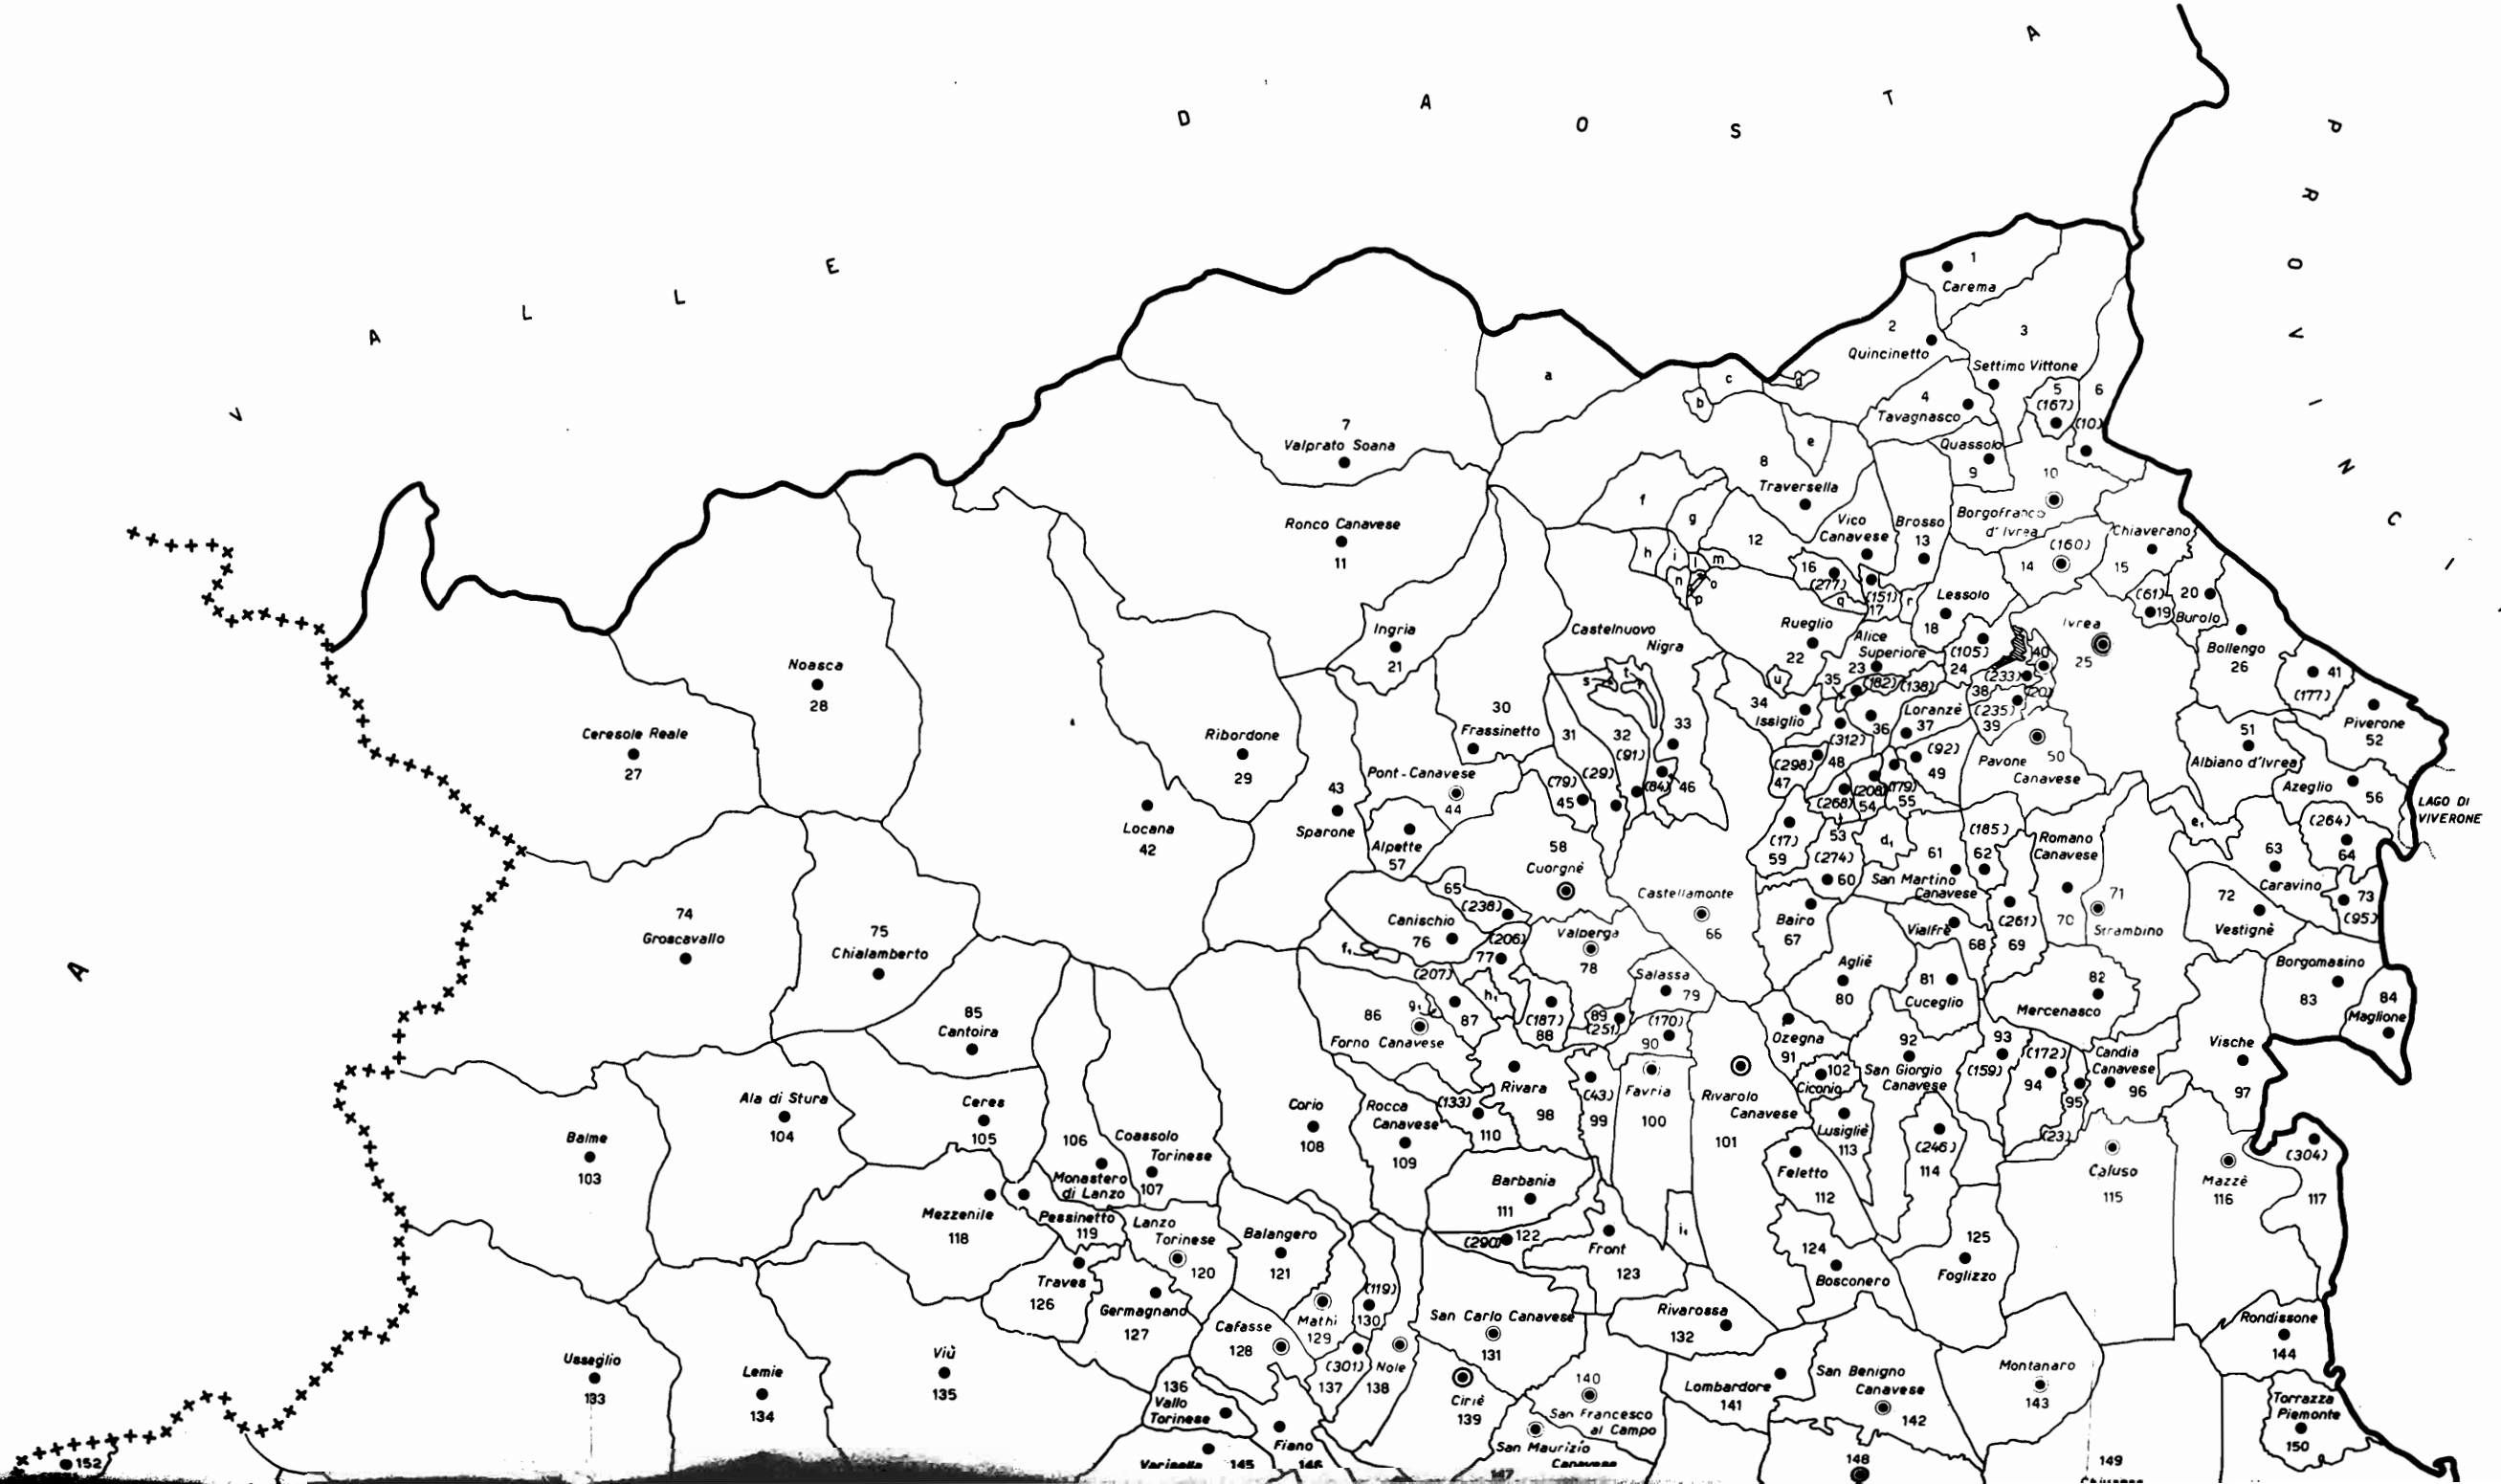 VALLE D'AOSTA
PROVINCI
A
1
Carema
2
Quincinetto
3
Settimo Vittone
4
Tavagnasco
5
(167)
6
(10)
a
b
c
d
e
7
Valprato Soana
8
Traversella
Quassolo
9
10
Borgofranco
d'Ivrea
Ronco Canavese
11
f
g
h
i
l
m
n
o
p
12
Vico
Canavese
Brosso
13
14
(160)
Chiaverano
15
16
(277)
q
(151)
17
r
Lessolo
18
(61)
19
20
Burolo
Ingria
21
Castelnuovo
Nigra
Rueglio
22
Alice
Superiore
23
(105)
24
Ivrea
25
Bollengo
26
Noasca
28
Ceresole Reale
27
Ribordone
29
30
Frassinetto
31
32
(91)
33
s
t
u
34
Issiglio
35
(182)
(138)
36
Loranzè
37
(233)
38
(20)
(235)
39
40
41
(177)
Locana
42
43
Sparone
Pont-Canavese
44
(79)
45
(29)
(84)
46
(298)
47
(312)
48
(92)
49
Pavone
50
Canavese
51
Albiano d'Ivrea
Piverone
52
(268)
53
(208)
54
(179)
55
Azeglio
56
LAGO DI
VIVERONE
Alpette
57
58
Cuorgnè
(17)
59
(274)
60
d₁
61
San Martino
Canavese
(185)
62
e₁
63
Caravino
(264)
64
65
(238)
Castellamonte
66
Bairo
67
Vialfrè
68
(261)
69
Romano
Canavese
70
71
Strambino
72
Vestignè
73
(95)
74
Groscavallo
75
Chialamberto
Canischio
76
f₁
(206)
77
Valperga
78
Salassa
79
Agliè
80
81
Cuceglio
82
Mercenasco
Borgomasino
83
84
Maglione
85
Cantoira
86
Forno Canavese
g₁
(207)
87
h₁
(187)
88
89
(251)
(170)
90
Ozegna
91
92
San Giorgio
Canavese
93
(159)
(172)
94
95
(23)
Candia
Canavese
96
Vische
97
Rivara
98
(43)
99
Favria
100
Rivarolo
Canavese
101
102
Ciconio
Balme
103
Ala di Stura
104
Ceres
105
106
Monastero
di Lanzo
Coassolo
Torinese
107
Corio
108
Rocca
Canavese
109
(133)
110
Barbania
111
Feletto
112
Lusigliè
113
(246)
114
Caluso
115
Mazzè
116
(304)
117
Mezzenile
118
Pessinetto
119
Lanzo
Torinese
120
Balangero
121
(290)
122
Front
123
i₁
124
Bosconero
125
Foglizzo
Traves
126
Germagnano
127
Cafasse
128
Mathi
129
(119)
130
San Carlo Canavese
131
Rivarossa
132
Usseglio
133
Lemie
134
Viù
135
136
Vallo
Torinese
(301)
137
Nole
138
Ciriè
139
140
San Francesco
al Campo
Lombardore
141
San Benigno
Canavese
142
Montanaro
143
Rondissone
144
Varisella
145
Fiano
146
San Maurizio
Canavese
147
148
149
Torrazza
Piemonte
150
152